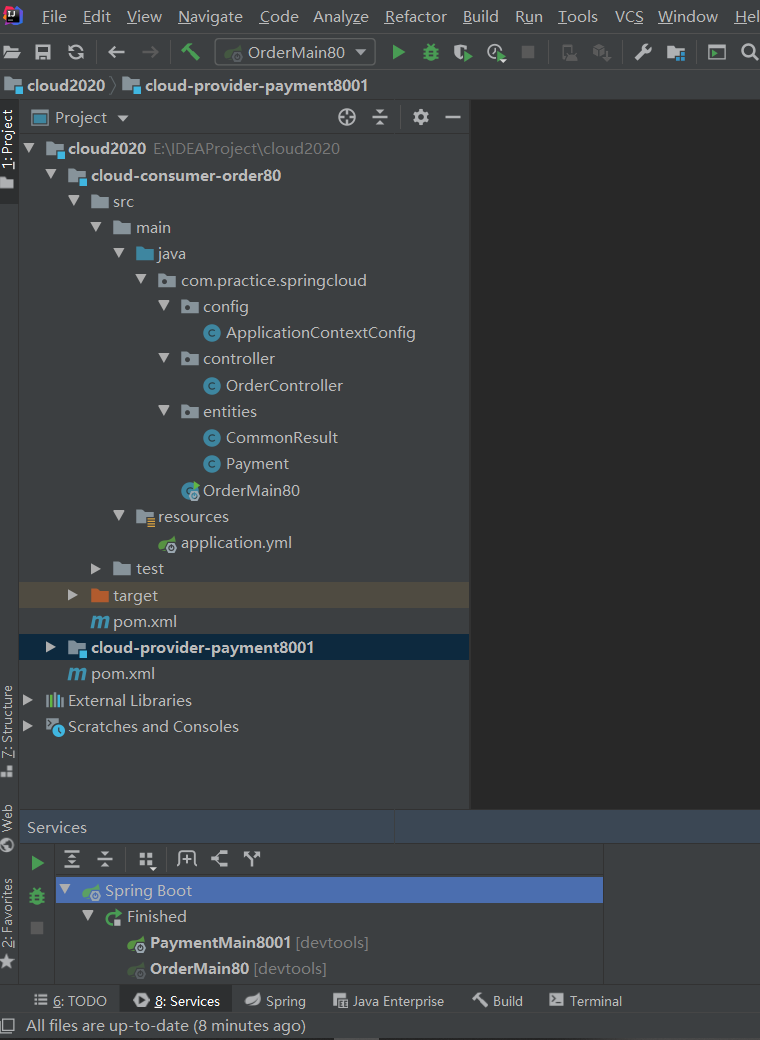 File Edit View Navigate Code Analyze Refactor Build Run Tools VCS Window Hel
OrderMain80
cloud2020 cloud-provider-payment8001
1: Project
Project
cloud2020 E:\IDEAProject\cloud2020
cloud-consumer-order80
src
main
java
com.practice.springcloud
config
ApplicationContextConfig
controller
OrderController
entities
CommonResult
Payment
OrderMain80
resources
application.yml
test
target
pom.xml
cloud-provider-payment8001
pom.xml
External Libraries
Scratches and Consoles
7: Structure
Web
2: Favorites
Services
Spring Boot
Finished
PaymentMain8001 [devtools]
OrderMain80 [devtools]
6: TODO 8: Services Spring Java Enterprise Build Terminal
All files are up-to-date (8 minutes ago)